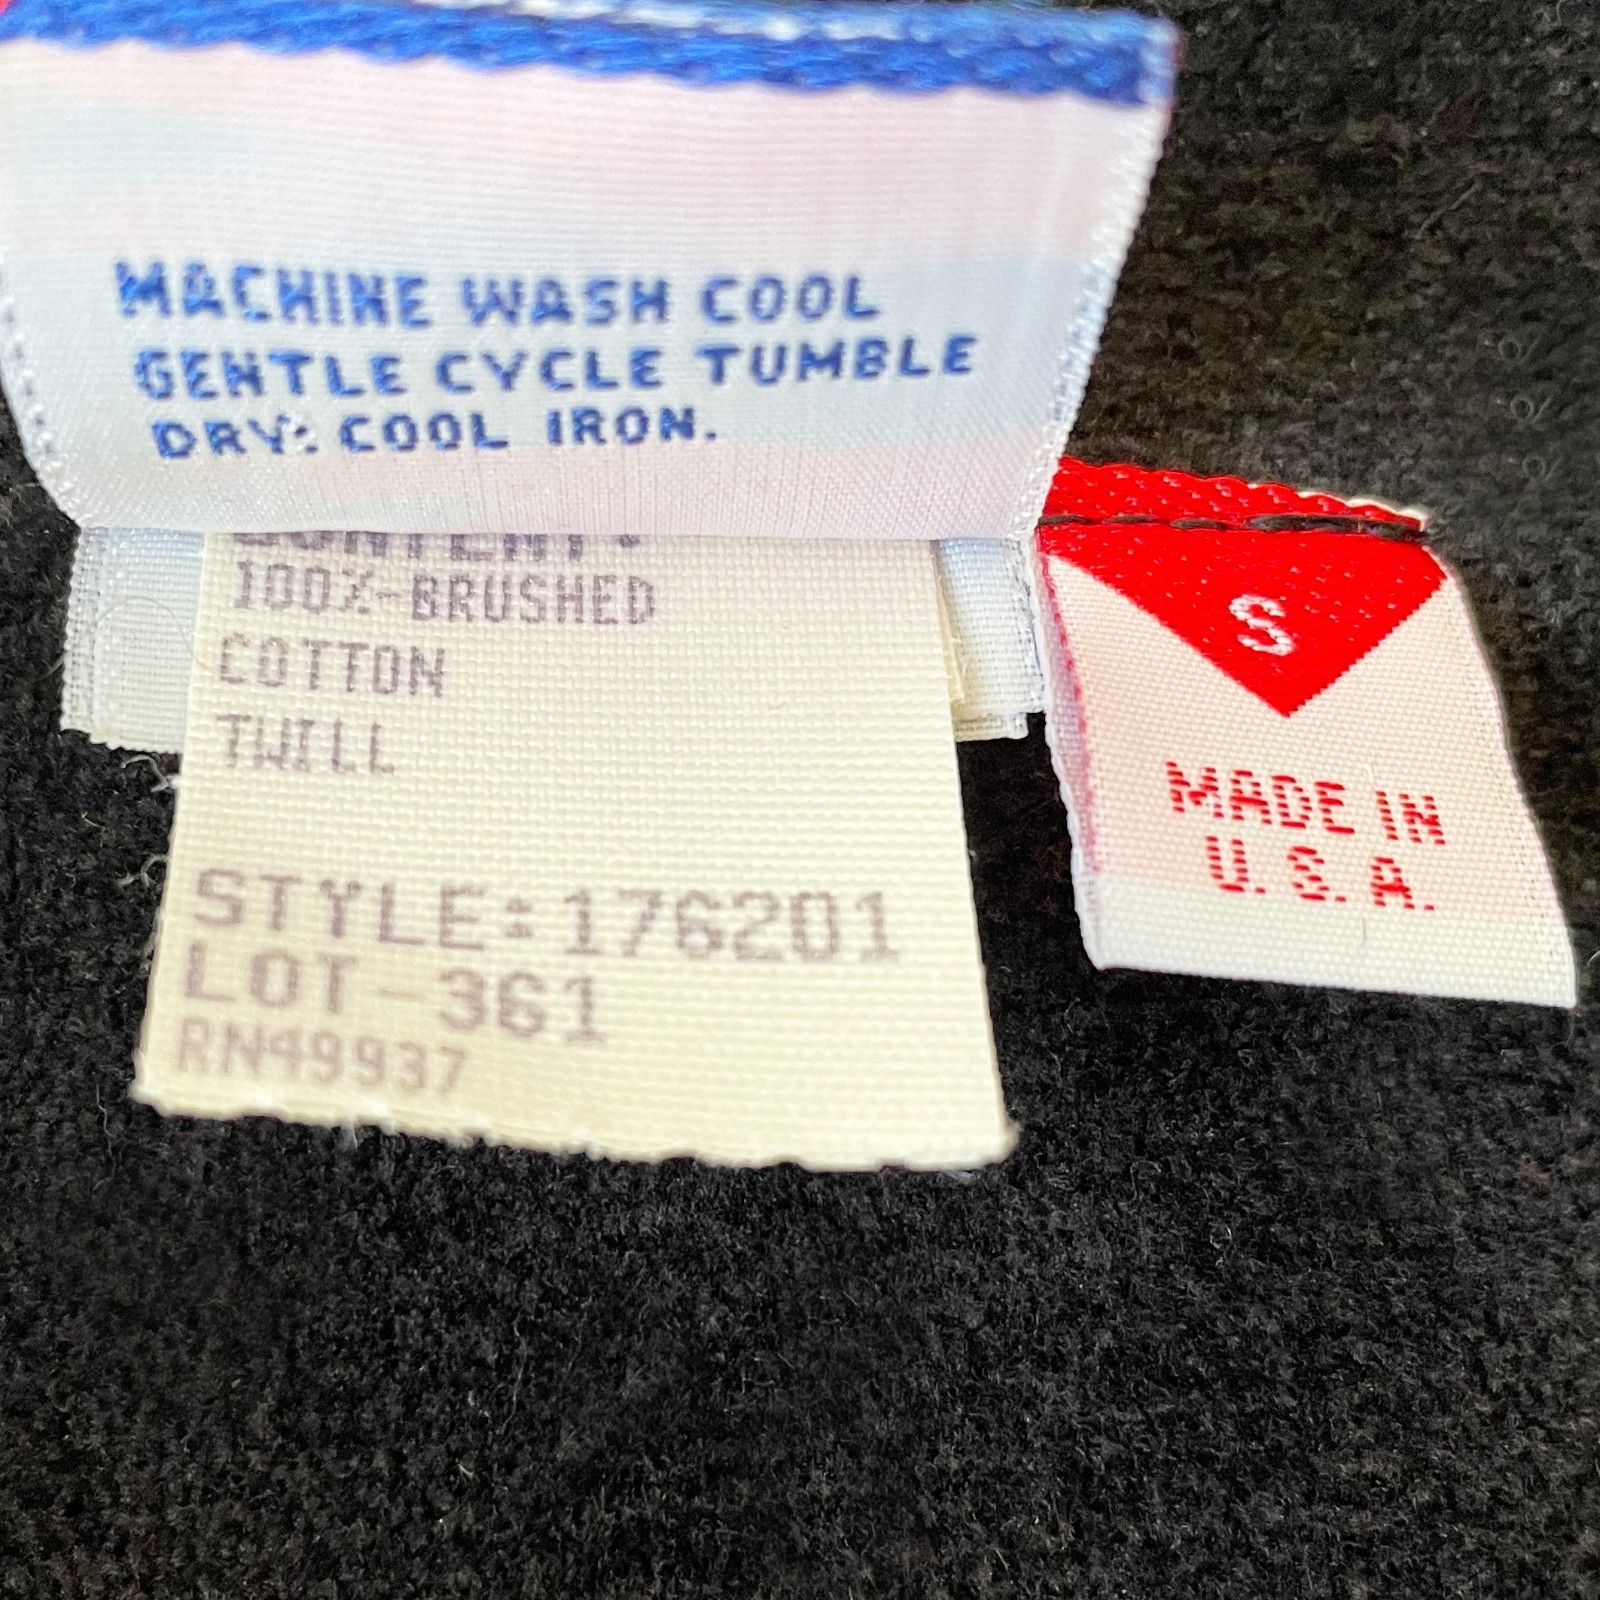 MACHINE WASH COOL
GENTLE CYCLE TUMBLE
DRY: COOL IRON.
CONTENT:
100%-BRUSHED
COTTON
TWILL
STYLE:176201
LOT-361
RN49937
S
MADE IN
U.S.A.